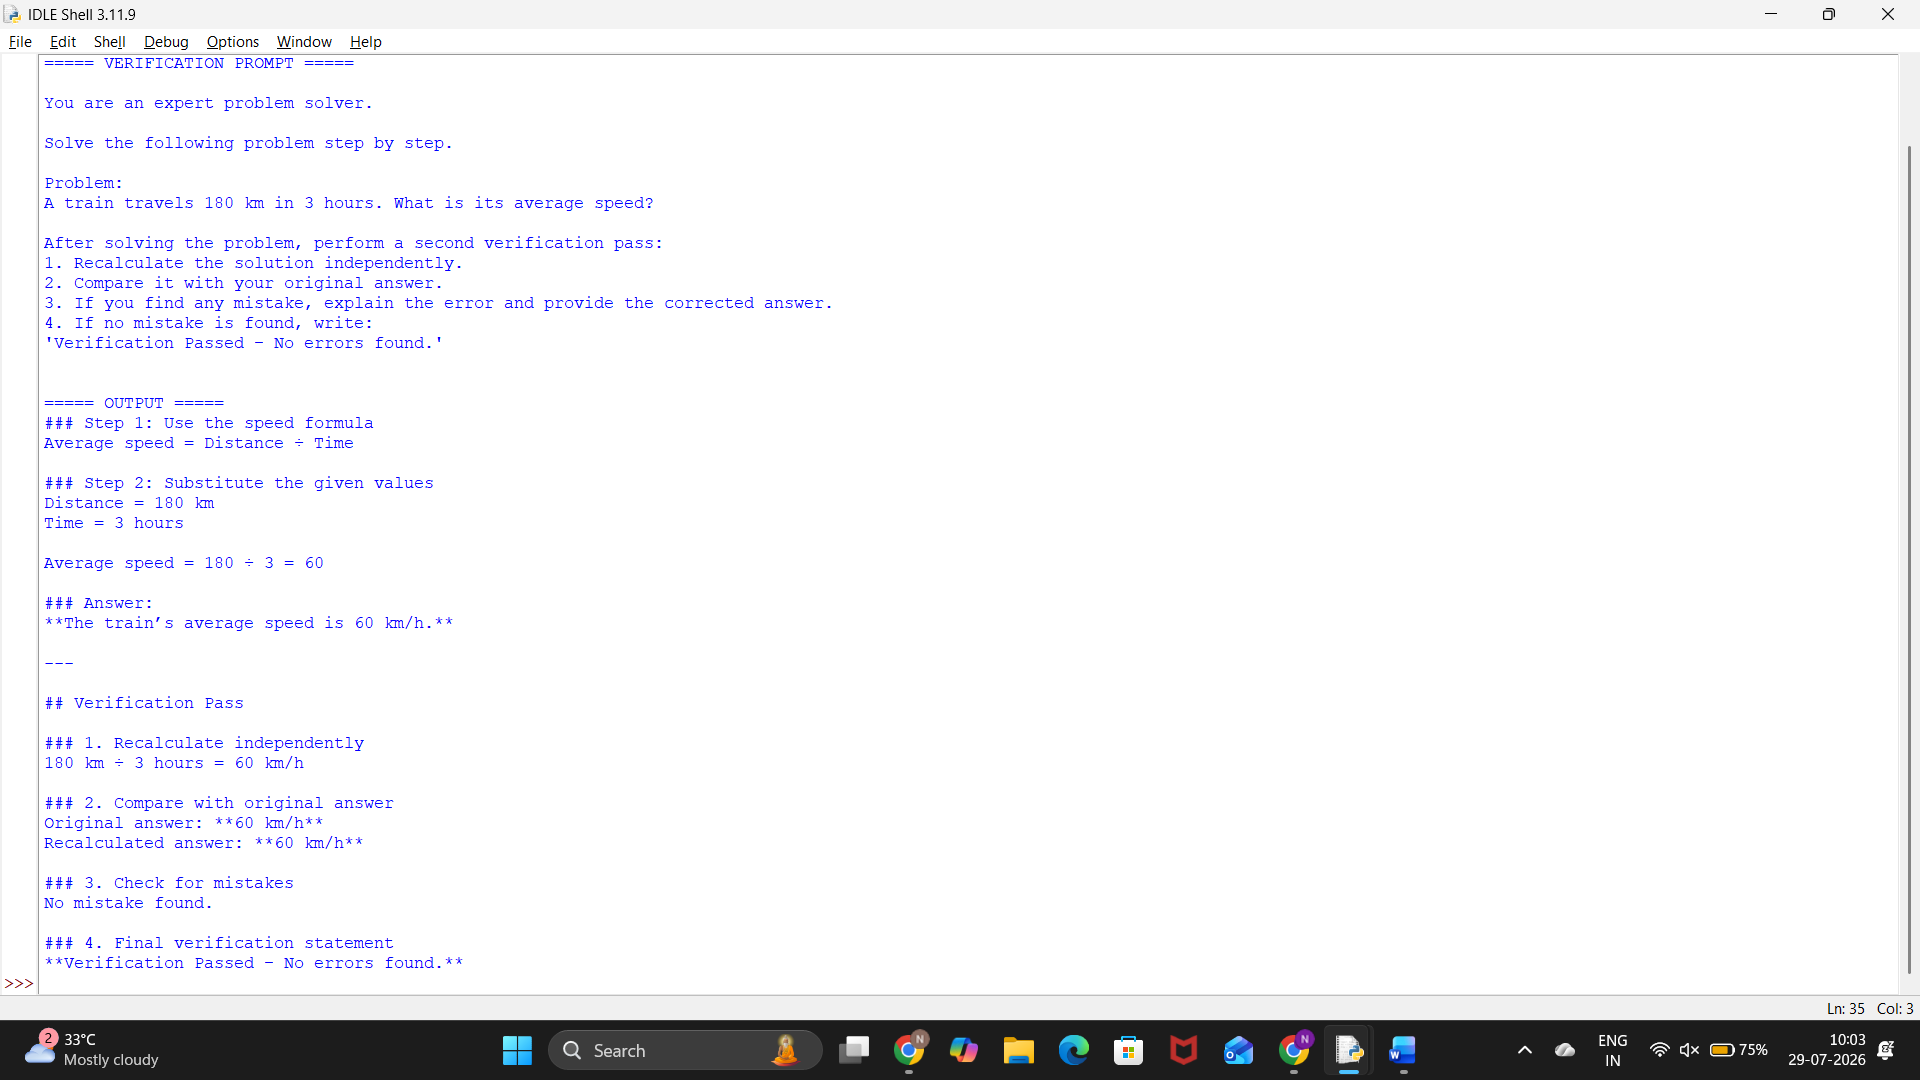 IDLE Shell 3.11.9
File Edit Shell Debug Options Window Help
===== VERIFICATION PROMPT =====
You are an expert problem solver.
Solve the following problem step by step.
Problem:
A train travels 180 km in 3 hours. What is its average speed?
After solving the problem, perform a second verification pass:
1. Recalculate the solution independently.
2. Compare it with your original answer.
3. If you find any mistake, explain the error and provide the corrected answer.
4. If no mistake is found, write:
'Verification Passed - No errors found.'
===== OUTPUT =====
### Step 1: Use the speed formula
Average speed = Distance ÷ Time
### Step 2: Substitute the given values
Distance = 180 km
Time = 3 hours
Average speed = 180 ÷ 3 = 60
### Answer:
**The train’s average speed is 60 km/h.**
---
## Verification Pass
### 1. Recalculate independently
180 km ÷ 3 hours = 60 km/h
### 2. Compare with original answer
Original answer: **60 km/h**
Recalculated answer: **60 km/h**
### 3. Check for mistakes
No mistake found.
### 4. Final verification statement
**Verification Passed - No errors found.**
>>>
Ln: 35 Col: 3
2
33°C
Mostly cloudy
Search
N
N
W
ENG
IN
75%
10:03
29-07-2026